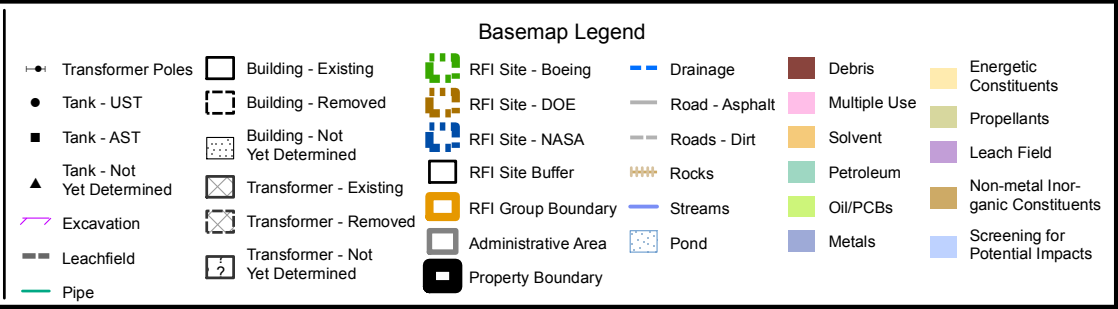 Basemap Legend
Transformer Poles
Tank - UST
Tank - AST
Tank - Not
Yet Determined
Excavation
Leachfield
Pipe
Building - Existing
Building - Removed
Building - Not
Yet Determined
Transformer - Existing
Transformer - Removed
?
Transformer - Not
Yet Determined
RFI Site - Boeing
RFI Site - DOE
RFI Site - NASA
RFI Site Buffer
RFI Group Boundary
Administrative Area
Property Boundary
Drainage
Road - Asphalt
Roads - Dirt
Rocks
Streams
Pond
Debris
Multiple Use
Solvent
Petroleum
Oil/PCBs
Metals
Energetic
Constituents
Propellants
Leach Field
Non-metal Inor-
ganic Constituents
Screening for
Potential Impacts